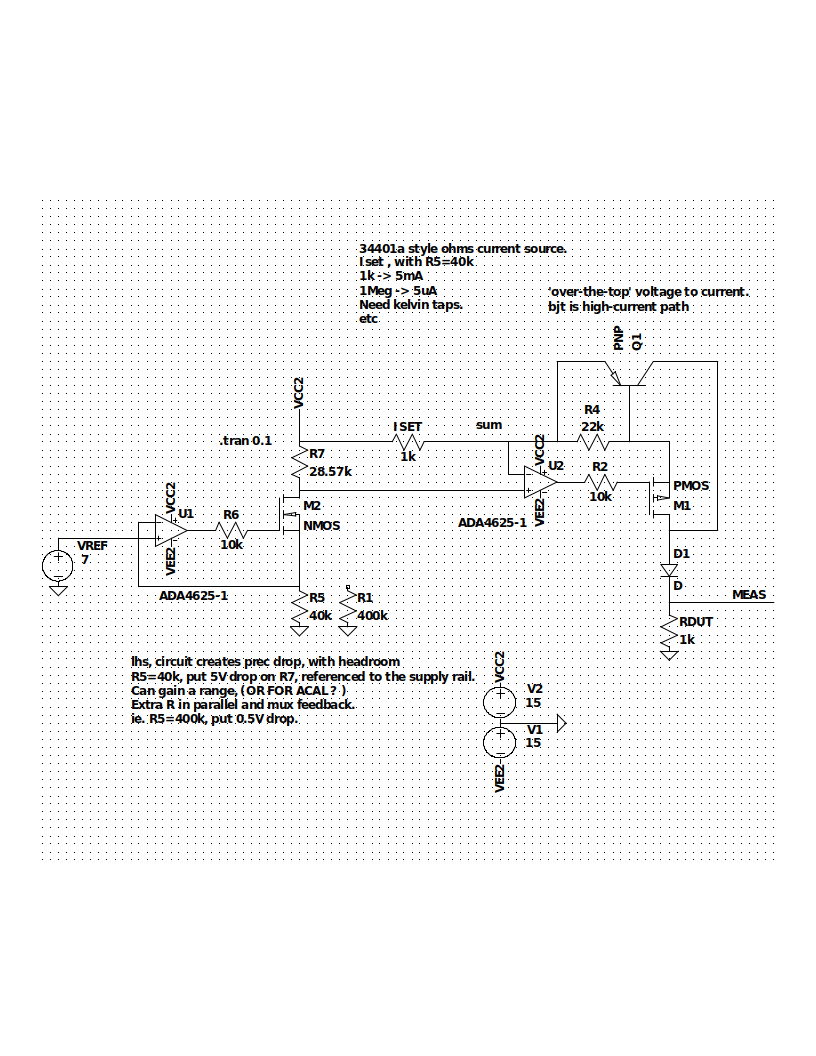 34401a style ohms current source.
I set , with R5=40k
1k -> 5mA
1Meg -> 5uA
Need kelvin taps.
etc
'over-the-top' voltage to current.
bjt is high-current path
PNP
Q1
VCC2
R4
22k
.tran 0.1
I SET
1k
sum
R7
28.57k
VCC2
U2
R2
10k
PMOS
M1
VCC2
U1
R6
10k
M2
NMOS
VEE2
ADA4625-1
VREF
7
VEE2
ADA4625-1
D1
D
MEAS
R5
40k
R1
400k
RDUT
1k
lhs, circuit creates prec drop, with headroom
R5=40k, put 5V drop on R7, referenced to the supply rail.
Can gain a range, (OR FOR ACAL ? )
Extra R in parallel and mux feedback.
ie. R5=400k, put 0.5V drop.
VCC2
V2
15
V1
15
VEE2